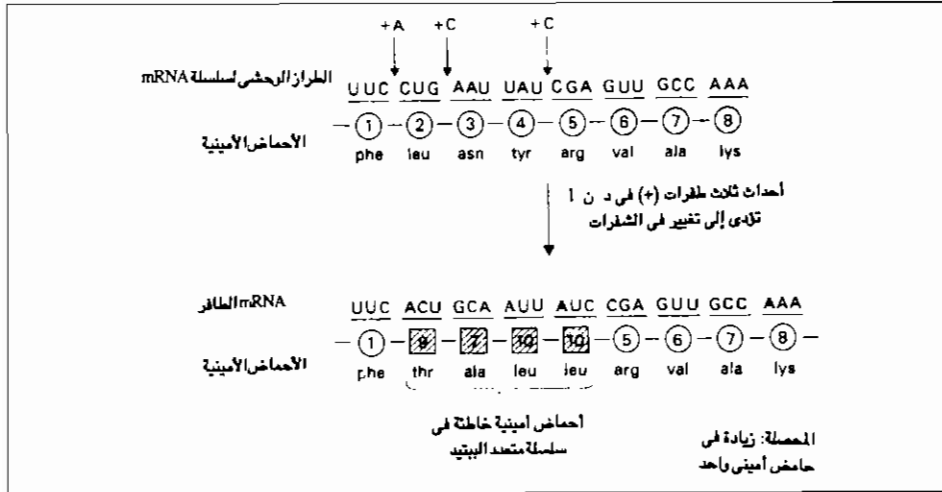 +A +C +C
الطراز الوحشى لسلسلة mRNA
UUC CUG AAU UAU CGA GUU GCC AAA
1 2 3 4 5 6 7 8
الأحماض الأمينية
phe leu asn tyr arg val ala lys
أحداث ثلاث طفرات (+) فى د ن ا
تؤدى إلى تغيير فى الشفرات
mRNA الطافر
UUC ACU GCA AUU AUC CGA GUU GCC AAA
1 9 7 10 10 5 6 7 8
الأحماض الأمينية
phe thr ala leu leu arg val ala lys
أحماض أمينية خاطئة فى
سلسلة متعدد الببتيد
المحصلة: زيادة فى
حامض أمينى واحد